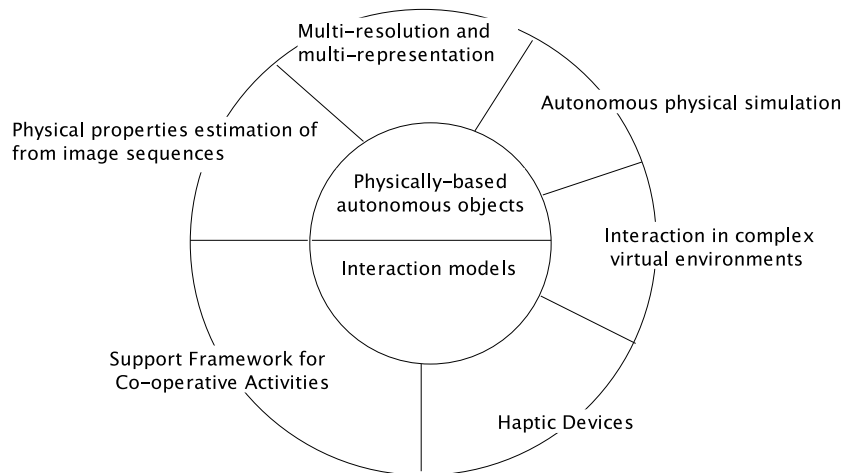 Multi-resolution and
multi-representation
Autonomous physical simulation
Physical properties estimation of
from image sequences
Physically-based
autonomous objects
Interaction in complex
virtual environments
Interaction models
Support Framework for
Co-operative Activities
Haptic Devices